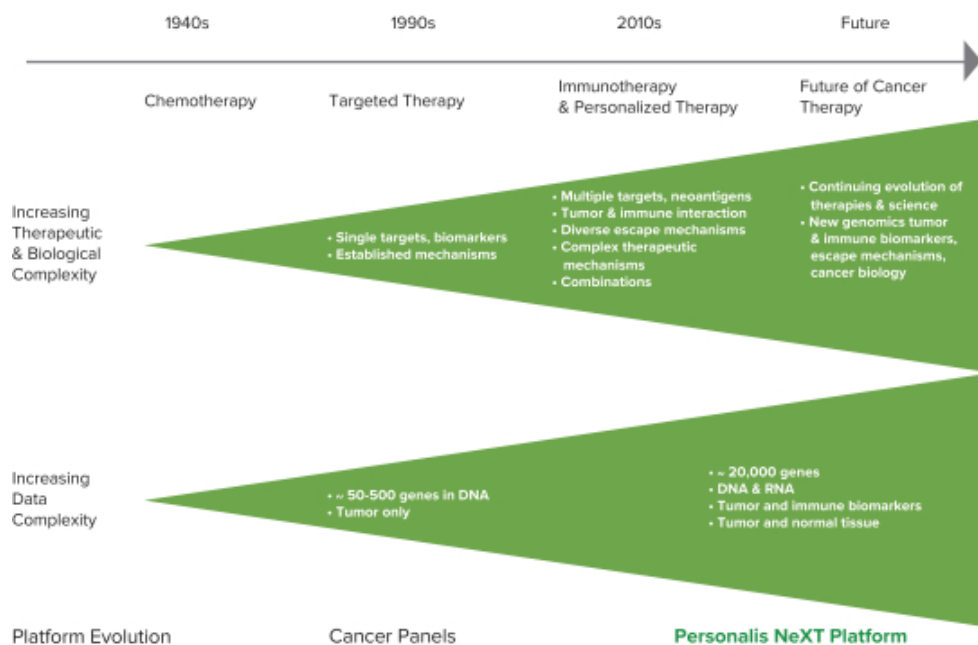 1940s 1990s 2010s Future
Chemotherapy
Targeted Therapy
Immunotherapy
& Personalized Therapy
Future of Cancer
Therapy
Increasing
Therapeutic
& Biological
Complexity
• Single targets, biomarkers
• Established mechanisms
• Multiple targets, neoantigens
• Tumor & immune interaction
• Diverse escape mechanisms
• Complex therapeutic
mechanisms
• Combinations
• Continuing evolution of
therapies & science
• New genomics tumor
& immune biomarkers,
escape mechanisms,
cancer biology
Increasing
Data
Complexity
• ~ 50-500 genes in DNA
• Tumor only
• ~ 20,000 genes
• DNA & RNA
• Tumor and immune biomarkers
• Tumor and normal tissue
Platform Evolution Cancer Panels Personalis NeXT Platform